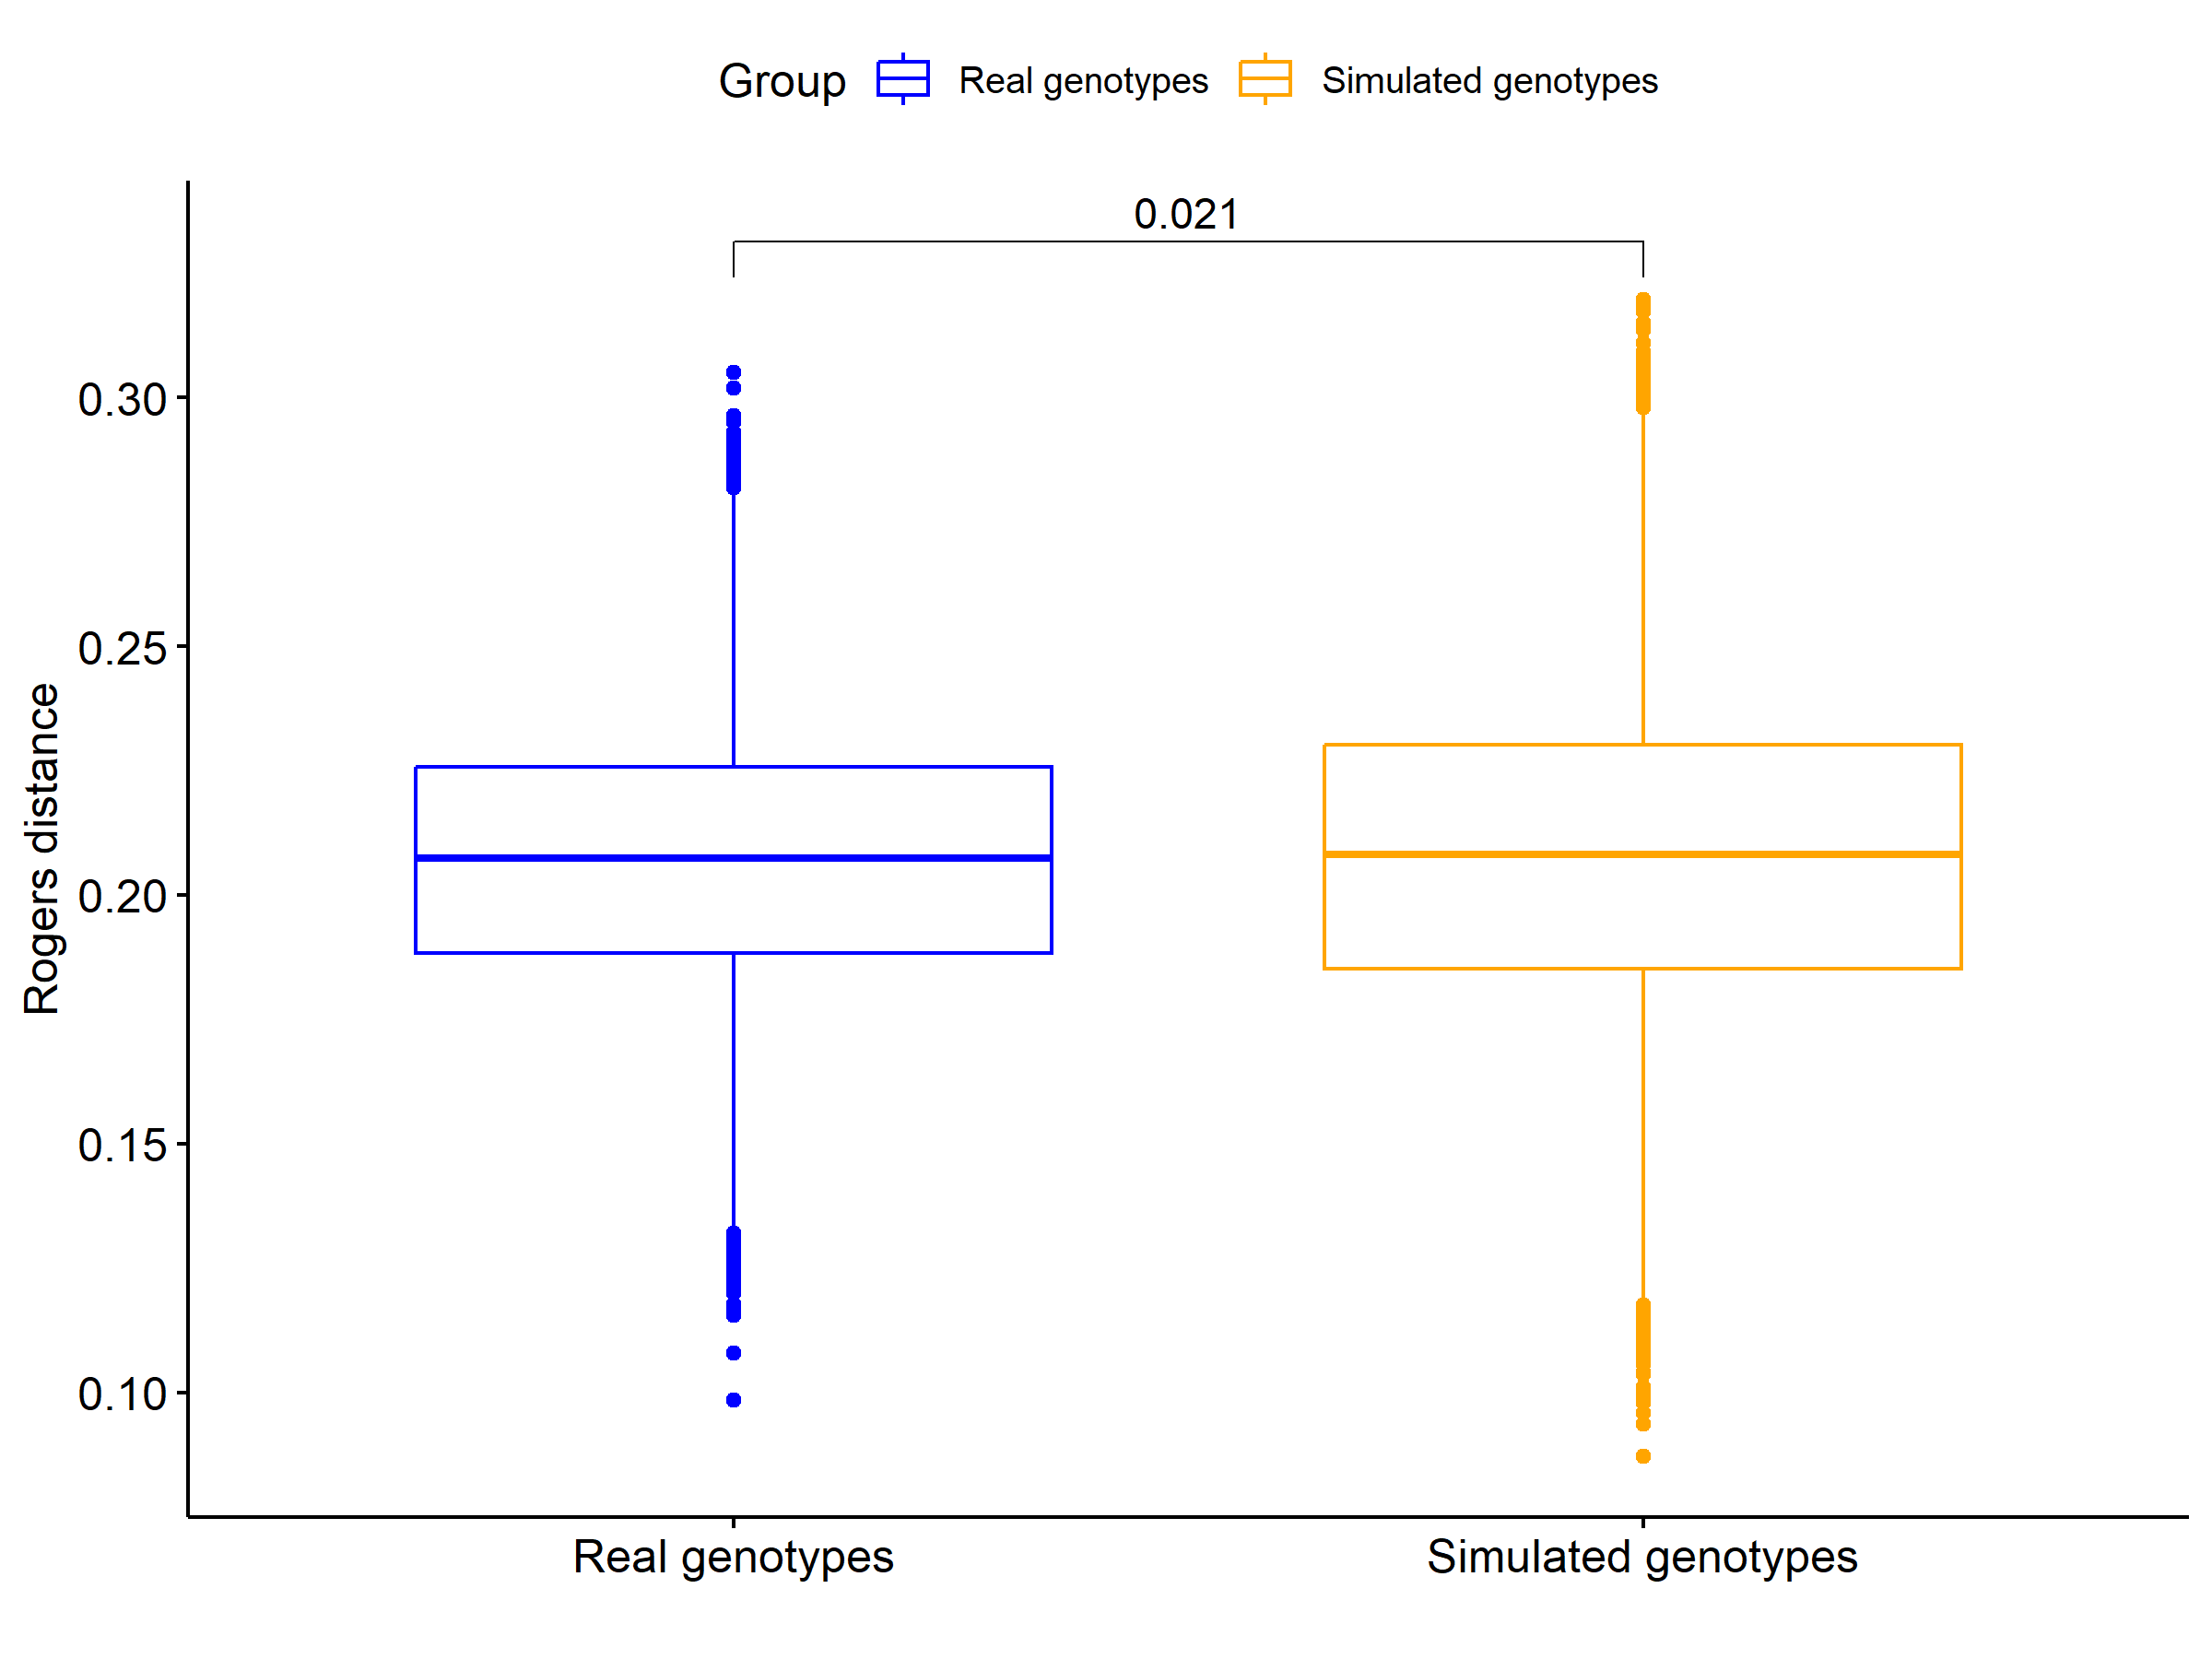 Group Real genotypes Simulated genotypes
0.021
0.30
0.25
0.20
0.15
0.10
Rogers distance
Real genotypes Simulated genotypes